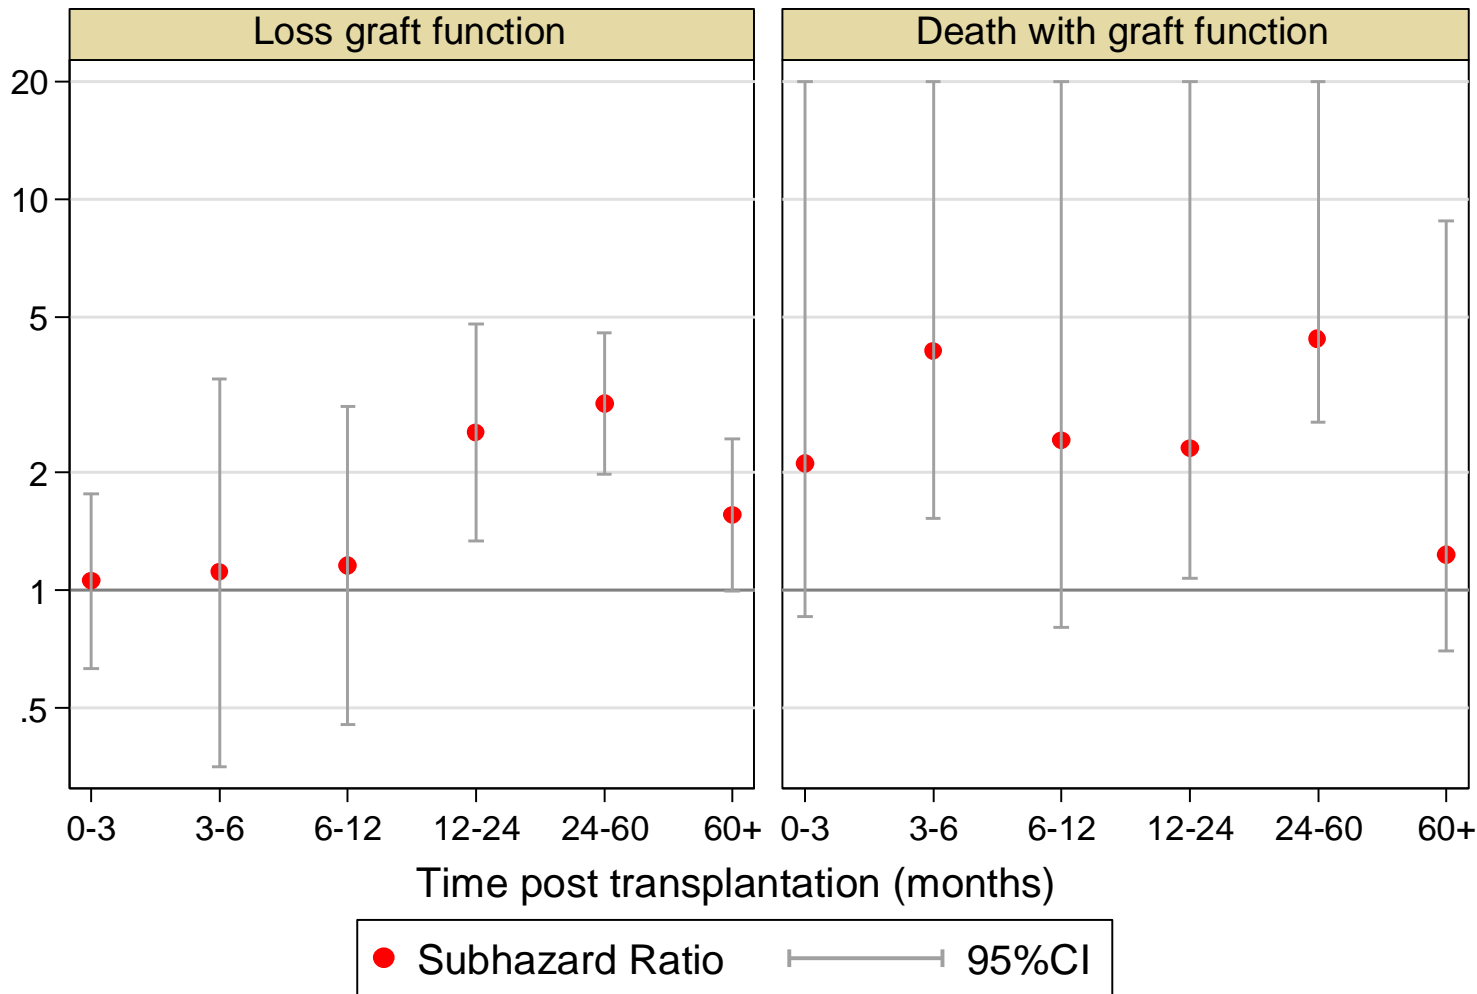 Loss graft function
Death with graft function
20
10
5
2
1
.5
0-3 3-6 6-12 12-24 24-60 60+
0-3 3-6 6-12 12-24 24-60 60+
Time post transplantation (months)
Subhazard Ratio 95%CI